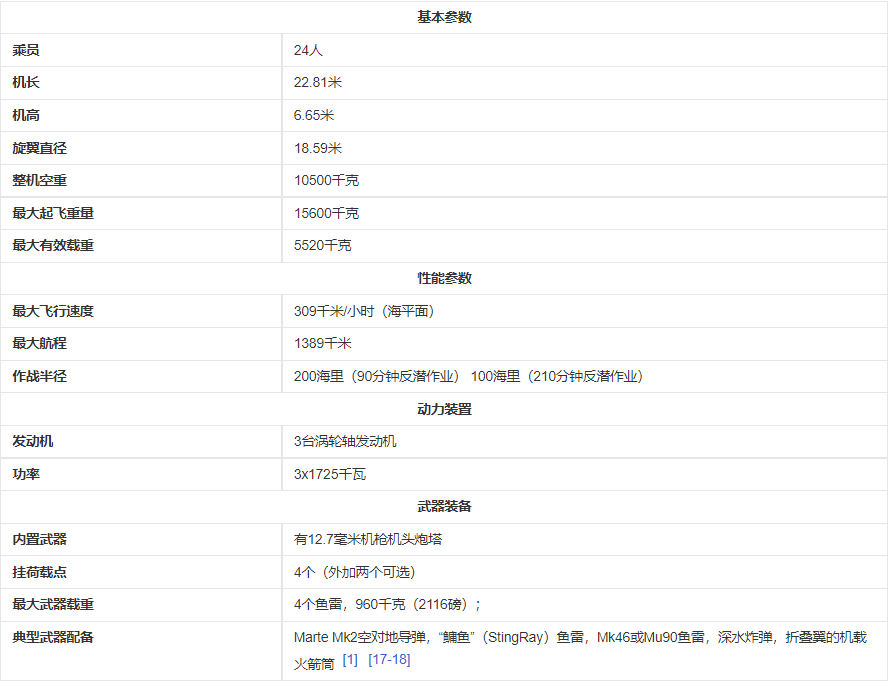 基本参数
乘员 24人
机长 22.81米
机高 6.65米
旋翼直径 18.59米
整机空重 10500千克
最大起飞重量 15600千克
最大有效载重 5520千克
性能参数
最大飞行速度 309千米/小时（海平面）
最大航程 1389千米
作战半径 200海里（90分钟反潜作业） 100海里（210分钟反潜作业）
动力装置
发动机 3台涡轮轴发动机
功率 3x1725千瓦
武器装备
内置武器 有12.7毫米机枪机头炮塔
挂荷载点 4个（外加两个可选）
最大武器载重 4个鱼雷，960千克（2116磅）；
典型武器配备 Marte Mk2空对地导弹，“鳙鱼”（StingRay）鱼雷，Mk46或Mu90鱼雷，深水炸弹，折叠翼的机载
火箭筒 [1] [17-18]